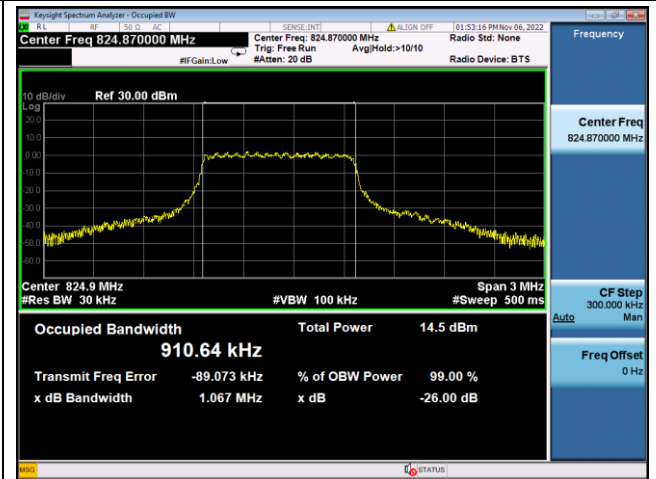 Keysight Spectrum Analyzer - Occupied BW
RL RF 50 Ω AC SENSE:INT ALIGN OFF 01:53:16 PM Nov 06, 2022
Center Freq 824.870000 MHz
Center Freq: 824.870000 MHz
Radio Std: None
Trig: Free Run Avg|Hold:>10/10
#IFGain:Low
#Atten: 20 dB
Radio Device: BTS
Frequency
10 dB/div Ref 30.00 dBm
Log
20.0
10.0
0.00
-10.0
-20.0
-30.0
-40.0
-50.0
-60.0
Center 824.9 MHz Span 3 MHz
#Res BW 30 kHz #VBW 100 kHz #Sweep 500 ms
Occupied Bandwidth Total Power 14.5 dBm
910.64 kHz
Transmit Freq Error -89.073 kHz % of OBW Power 99.00 %
x dB Bandwidth 1.067 MHz x dB -26.00 dB
Center Freq
824.870000 MHz
CF Step
300.000 kHz
Auto Man
Freq Offset
0 Hz
MSG STATUS